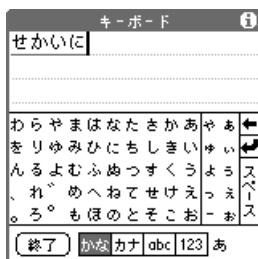 キーボード
せかいに
わらやまはなたさかあゃぁ
をりゆみひにちしきいゅぃ
んるよむふぬつすくうょぅ
、れ゛めへねてせけえっぇ
。ろ゜もほのとそこお-ぉ
スペース
終了 かな カナ abc 123 あ